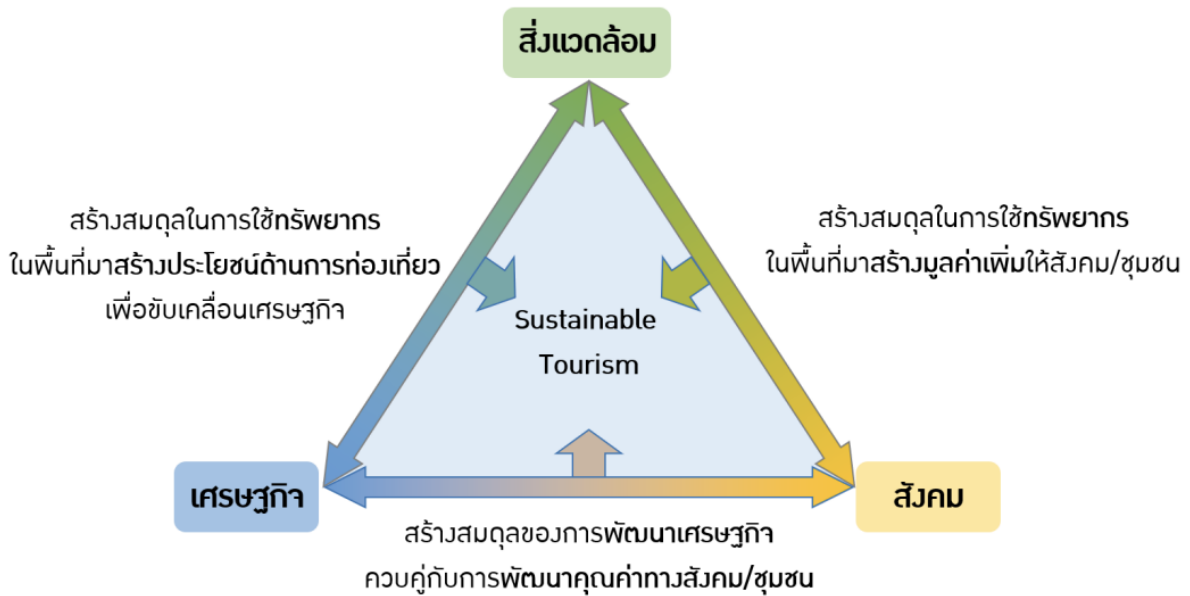 สิ่งแวดล้อม
สร้างสมดุลในการใช้ทรัพยากร
ในพื้นที่มาสร้างประโยชน์ด้านการท่องเที่ยว
เพื่อขับเคลื่อนเศรษฐกิจ
สร้างสมดุลในการใช้ทรัพยากร
ในพื้นที่มาสร้างมูลค่าเพิ่มให้สังคม/ชุมชน
Sustainable
Tourism
เศรษฐกิจ
สังคม
สร้างสมดุลของการพัฒนาเศรษฐกิจ
ควบคู่กับการพัฒนาคุณค่าทางสังคม/ชุมชน